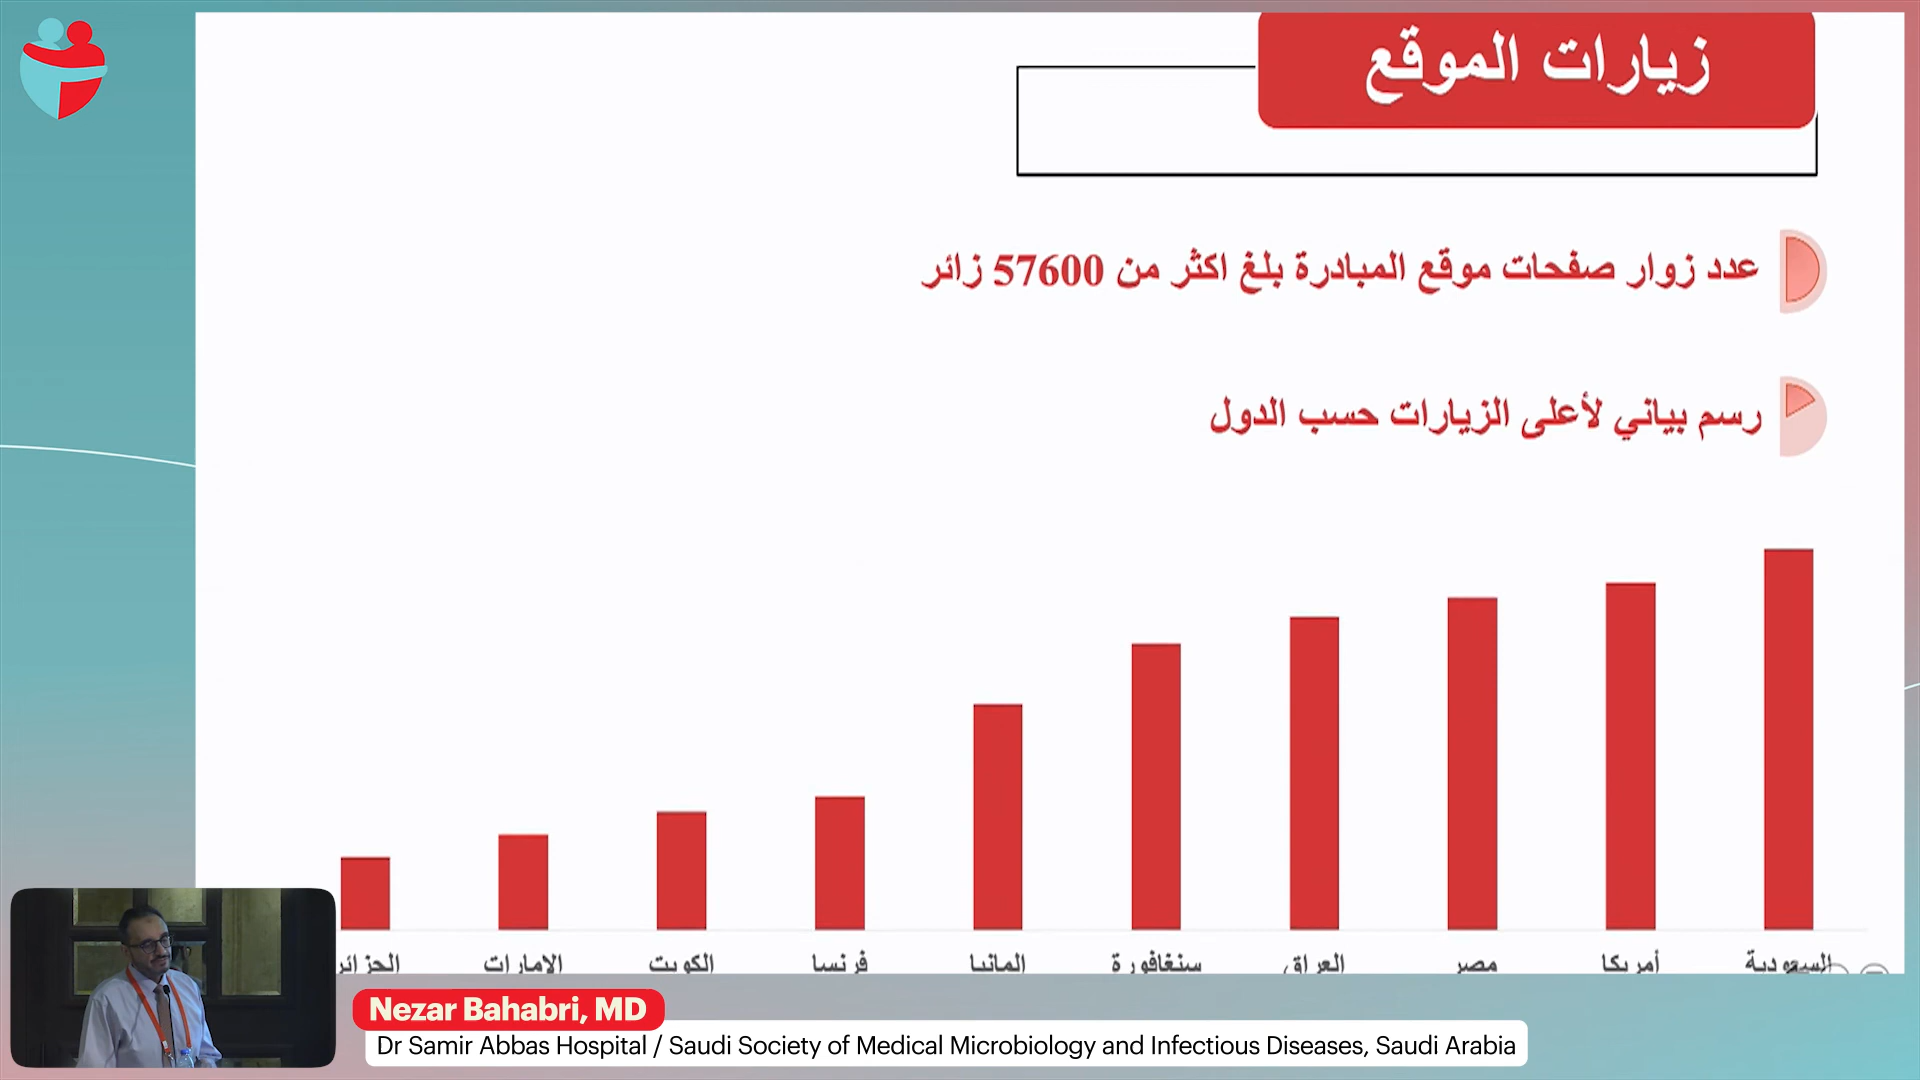 زيارات الموقع
عدد زوار صفحات موقع المبادرة بلغ اكثر من 57600 زائر
رسم بياني لأعلى الزيارات حسب الدول
السعودية
أمريكا
مصر
العراق
سنغافورة
المانيا
فرنسا
الكويت
الامارات
الجزائر
Nezar Bahabri, MD
Dr Samir Abbas Hospital / Saudi Society of Medical Microbiology and Infectious Diseases, Saudi Arabia